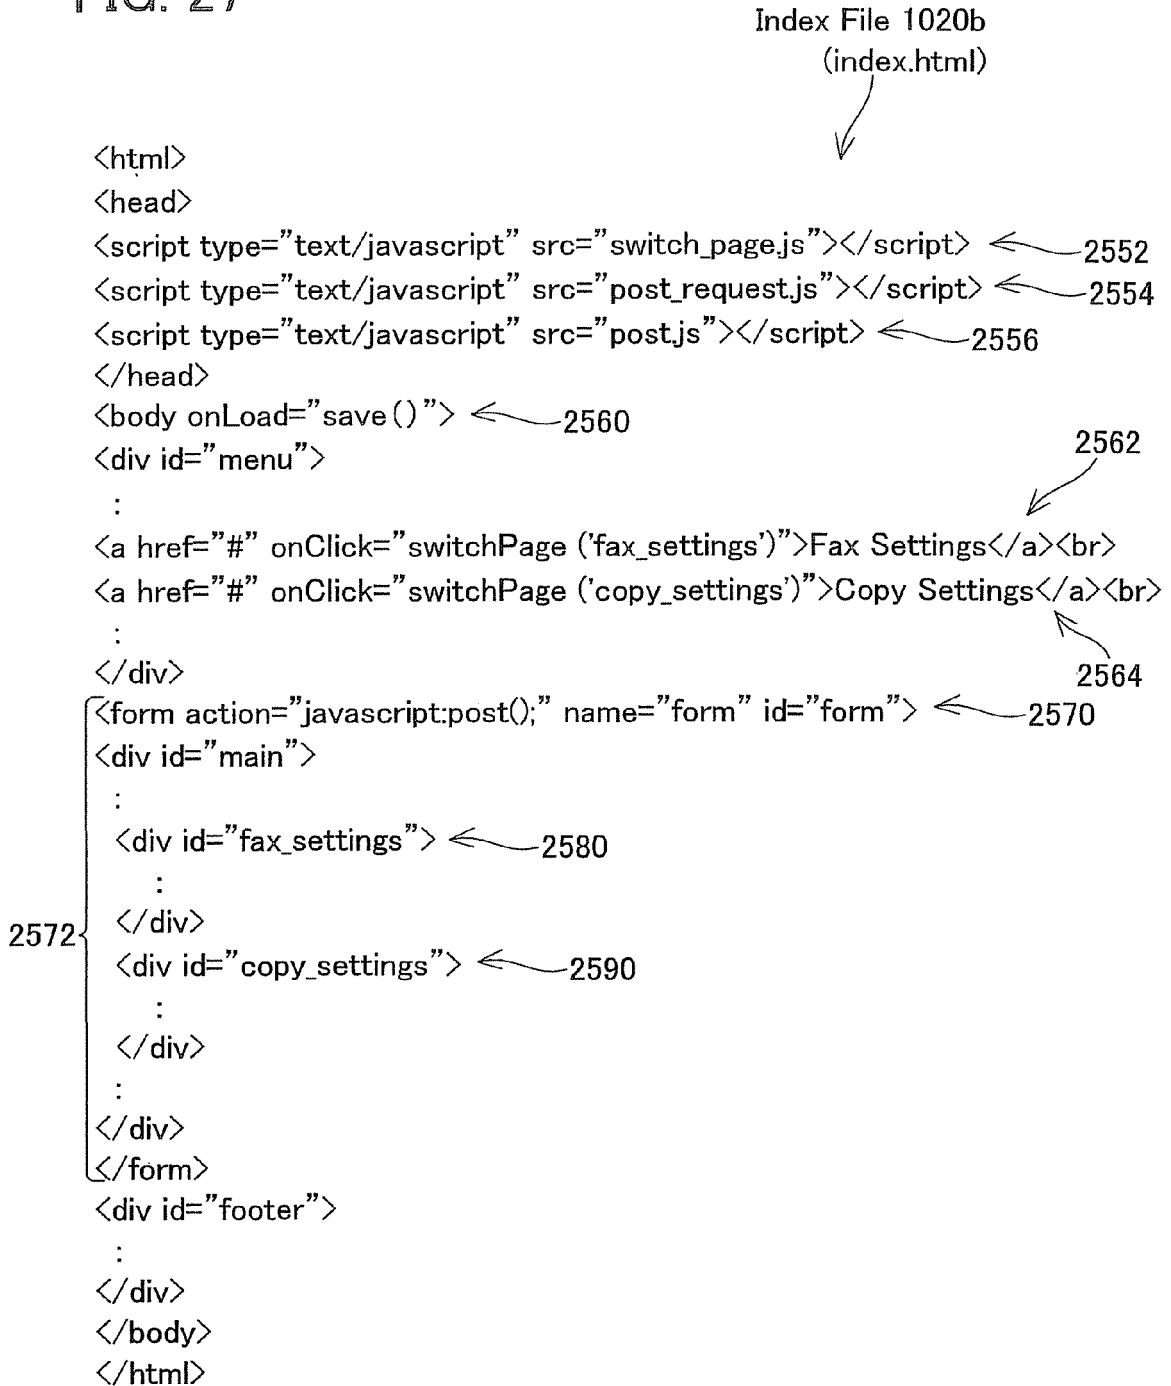 FIG. 27
Index File 1020b
(index.html)
<html>
<head>
<script type="text/javascript" src="switch_page.js"></script> 2552
<script type="text/javascript" src="post_request.js"></script> 2554
<script type="text/javascript" src="post.js"></script> 2556
</head>
<body onLoad="save()"> 2560
<div id="menu">
2562
:
<a href="#" onClick="switchPage ('fax_settings')">Fax Settings</a><br>
<a href="#" onClick="switchPage ('copy_settings')">Copy Settings</a><br>
:
</div>
2564
<form action="javascript:post();" name="form" id="form"> 2570
<div id="main">
:
<div id="fax_settings"> 2580
:
</div>
2572
<div id="copy_settings"> 2590
:
</div>
:
</div>
</form>
<div id="footer">
:
</div>
</body>
</html>